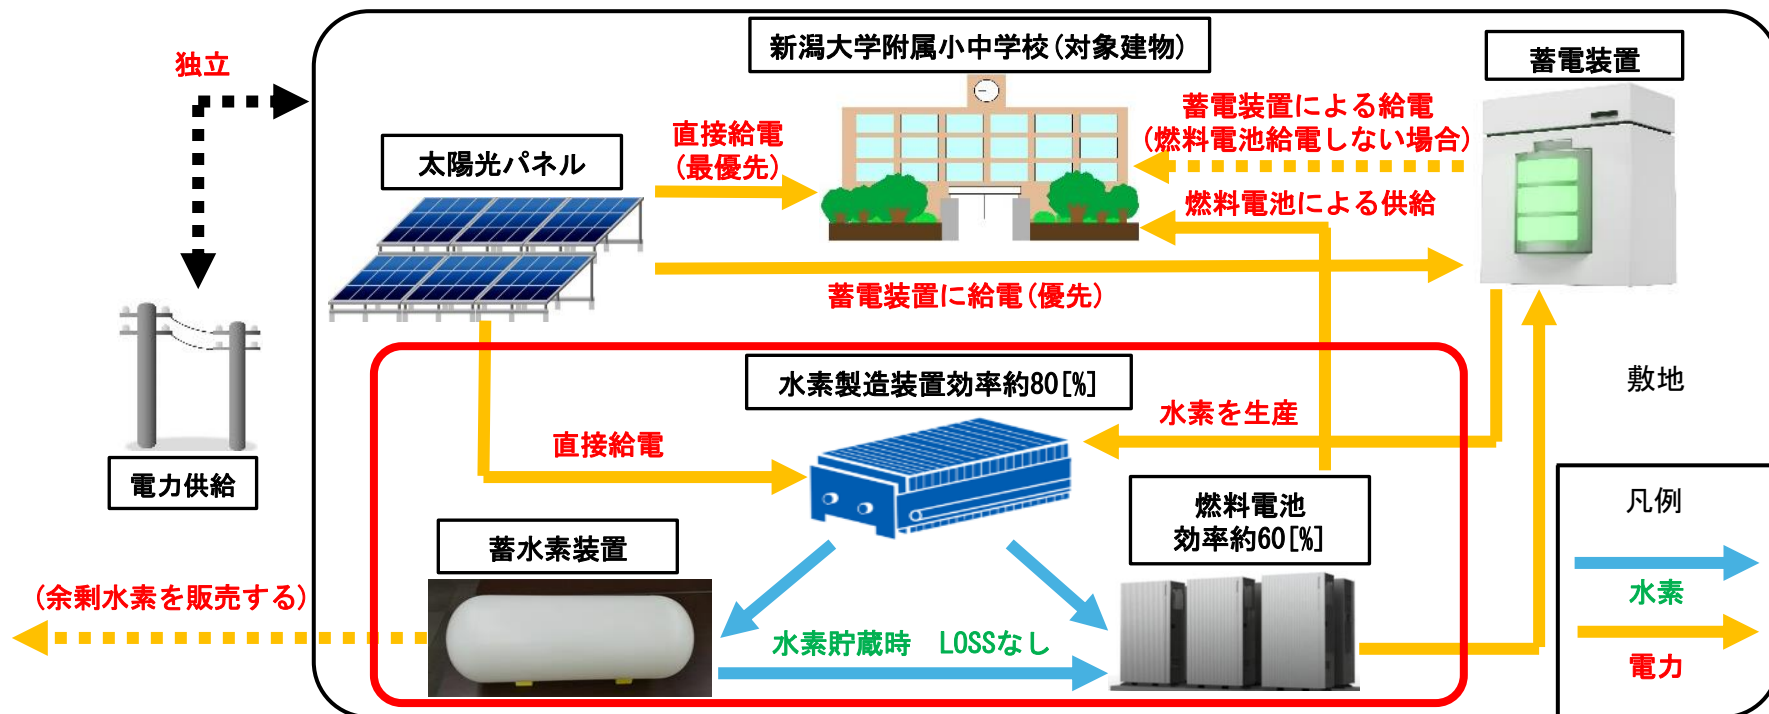 新潟大学附属小中学校(対象建物)
蓄電装置
独立
蓄電装置による給電
(燃料電池給電しない場合)
直接給電
(最優先)
太陽光パネル
燃料電池による供給
蓄電装置に給電(優先)
水素製造装置効率約80[%]
敷地
水素を生産
直接給電
電力供給
燃料電池
効率約60[%]
凡例
蓄水素装置
(余剰水素を販売する)
水素
水素貯蔵時 LOSSなし
電力